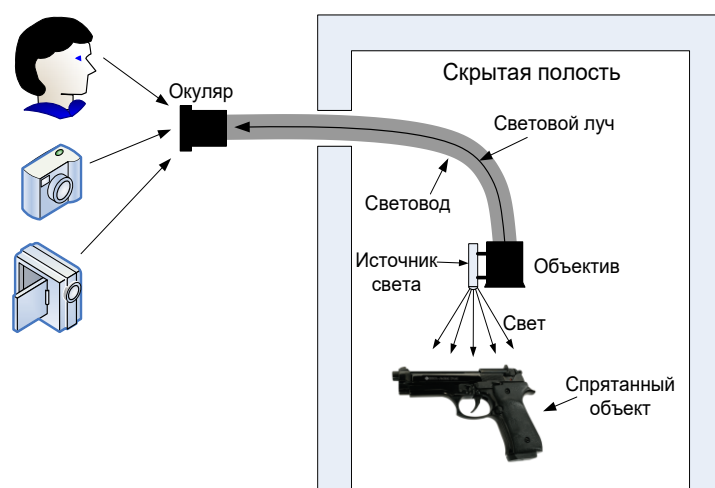 Скрытая полость
Окуляр
Световой луч
Световод
Источник
света
Объектив
Свет
Спрятанный
объект